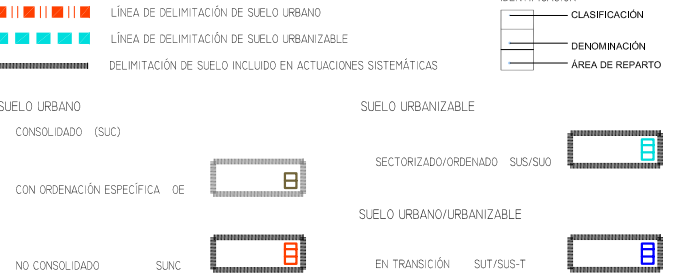 LÍNEA DE DELIMITACIÓN DE SUELO URBANO
LÍNEA DE DELIMITACIÓN DE SUELO URBANIZABLE
DELIMITACIÓN DE SUELO INCLUIDO EN ACTUACIONES SISTEMÁTICAS
CLASIFICACIÓN
DENOMINACIÓN
ÁREA DE REPARTO
SUELO URBANO
CONSOLIDADO (SUC)
CON ORDENACIÓN ESPECÍFICA OE
NO CONSOLIDADO SUNC
SUELO URBANIZABLE
SECTORIZADO/ORDENADO SUS/SUO
SUELO URBANO/URBANIZABLE
EN TRANSICIÓN SUT/SUS-T